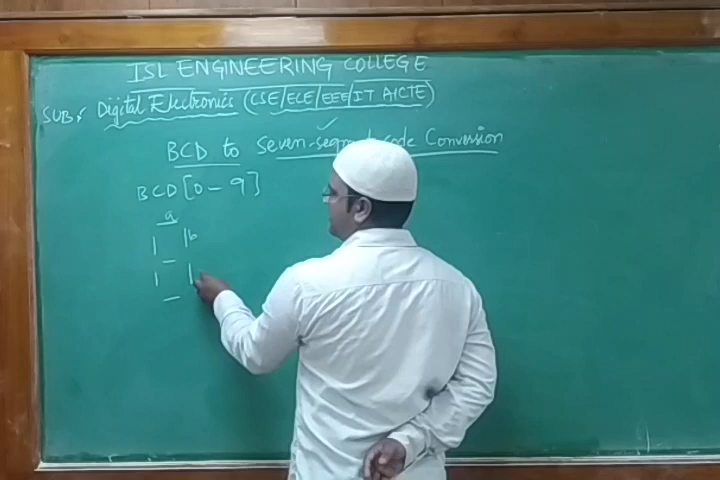 ISL ENGINEERING COLLEGE
SUB: Digital Electronics (CSE/ECE/EEE/IT AICTE)
BCD to Seven-segment code Conversion
BCD [0-9]
a
b